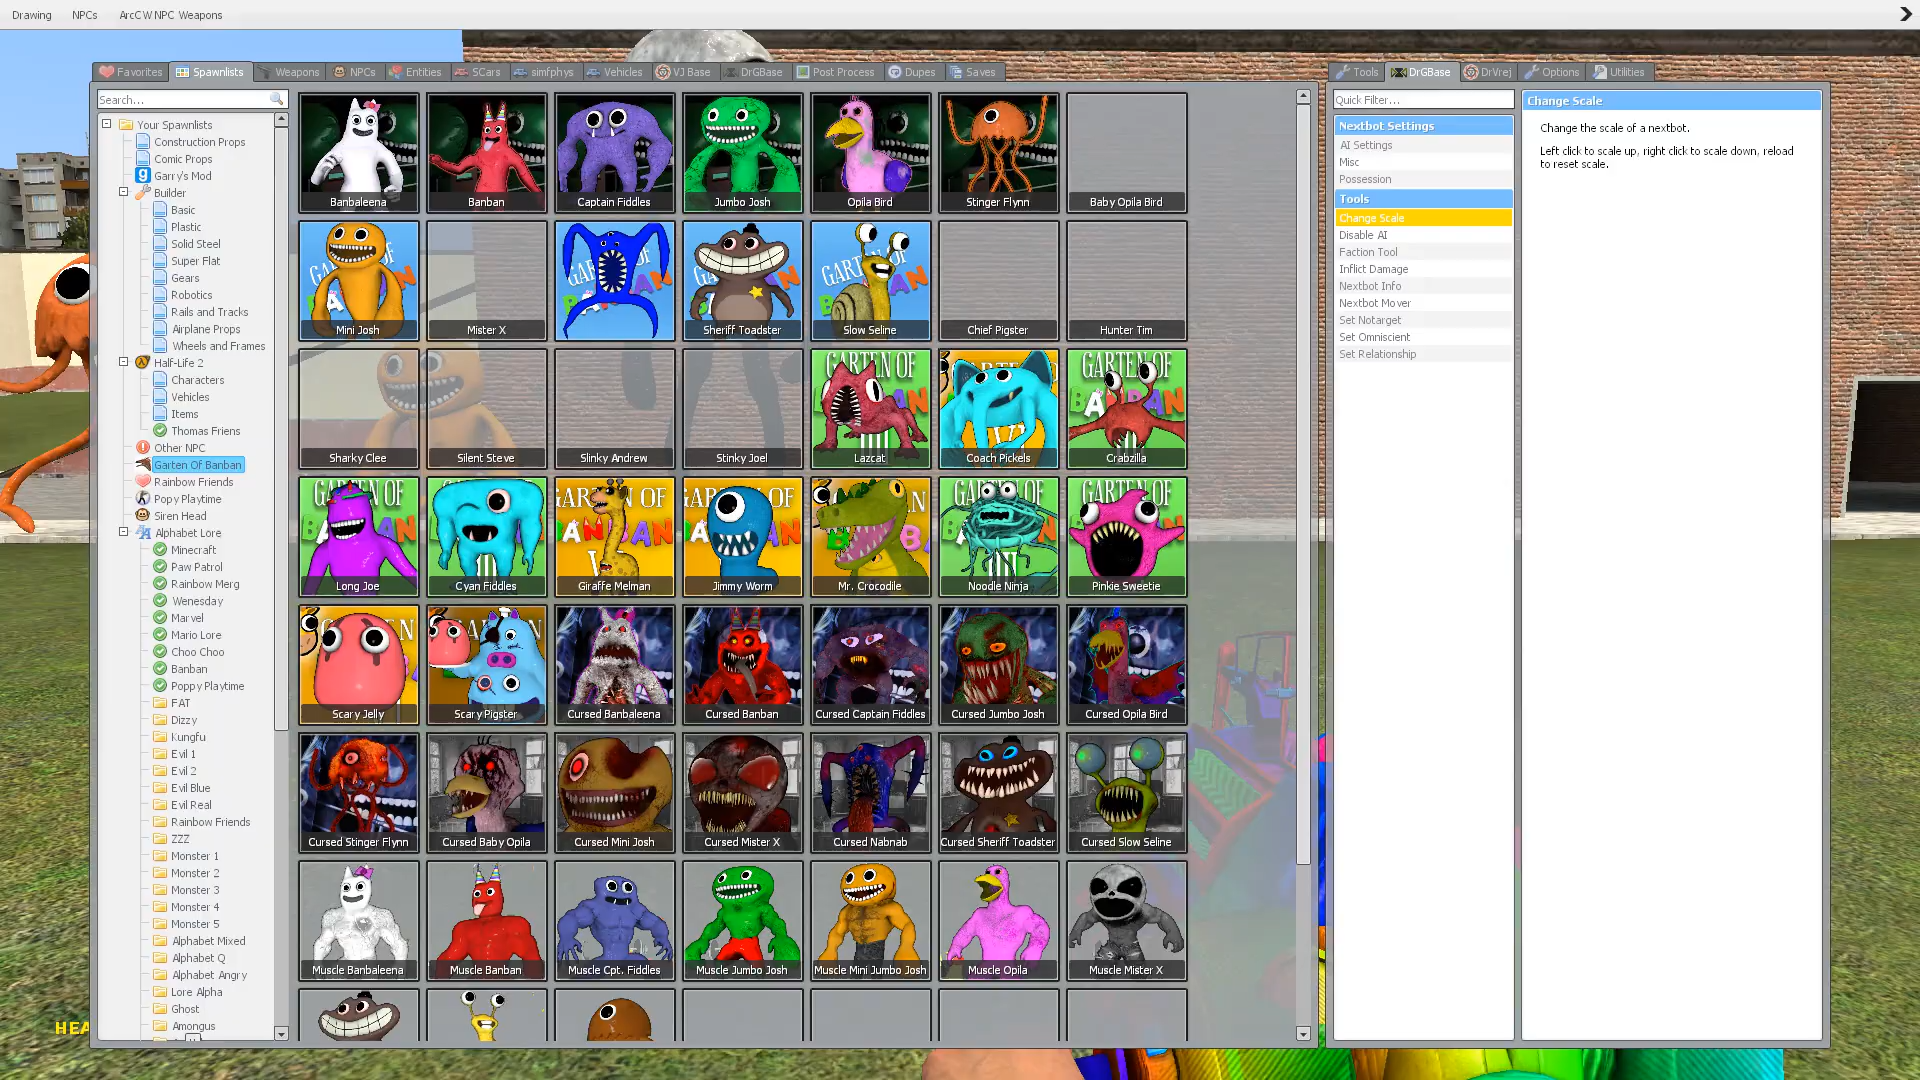 Drawing NPCs ArcCW NPC Weapons
Favorites Spawnlists Weapons NPCs Entities SCars simfphys Vehicles VJ Base DrGBase Post Process Dupes Saves
Search...
Your Spawnlists
Construction Props
Comic Props
Garry's Mod
Builder
Basic
Plastic
Solid Steel
Super Flat
Gears
Robotics
Rails and Tracks
Airplane Props
Wheels and Frames
Half-Life 2
Characters
Vehicles
Items
Thomas Friens
Other NPC
Garten Of Banban
Rainbow Friends
Popy Playtime
Siren Head
Alphabet Lore
Minecraft
Paw Patrol
Rainbow Merg
Wenesday
Marvel
Mario Lore
Choo Choo
Banban
Poppy Playtime
FAT
Dizzy
Kungfu
Evil 1
Evil 2
Evil Blue
Evil Real
Rainbow Friends
ZZZ
Monster 1
Monster 2
Monster 3
Monster 4
Monster 5
Alphabet Mixed
Alphabet Q
Alphabet Angry
Lore Alpha
Ghost
Amongus
Banbaleena Banban Captain Fiddles Jumbo Josh Opila Bird Stinger Flynn Baby Opila Bird
Mini Josh Mister X Sheriff Toadster Slow Seline Chief Pigster Hunter Tim
GARTEN OF GARTEN OF
Sharky Clee Silent Steve Slinky Andrew Stinky Joel Lazcat Coach Pickels Crabzilla
Long Joe Cyan Fiddles Giraffe Melman Jimmy Worm Mr. Crocodile Noodle Ninja Pinkie Sweetie
Scary Jelly Scary Pigster Cursed Banbaleena Cursed Banban Cursed Captain Fiddles Cursed Jumbo Josh Cursed Opila Bird
Cursed Stinger Flynn Cursed Baby Opila Cursed Mini Josh Cursed Mister X Cursed Nabnab Cursed Sheriff Toadster Cursed Slow Seline
Muscle Banbaleena Muscle Banban Muscle Cpt. Fiddles Muscle Jumbo Josh Muscle Mini Jumbo Josh Muscle Opila Muscle Mister X
Tools DrGBase DrVrej Options Utilities
Quick Filter...
Nextbot Settings
AI Settings
Misc
Possession
Tools
Change Scale
Disable AI
Faction Tool
Inflict Damage
Nextbot Info
Nextbot Mover
Set Notarget
Set Omniscient
Set Relationship
Change Scale
Change the scale of a nextbot.
Left click to scale up, right click to scale down, reload
to reset scale.
HEA